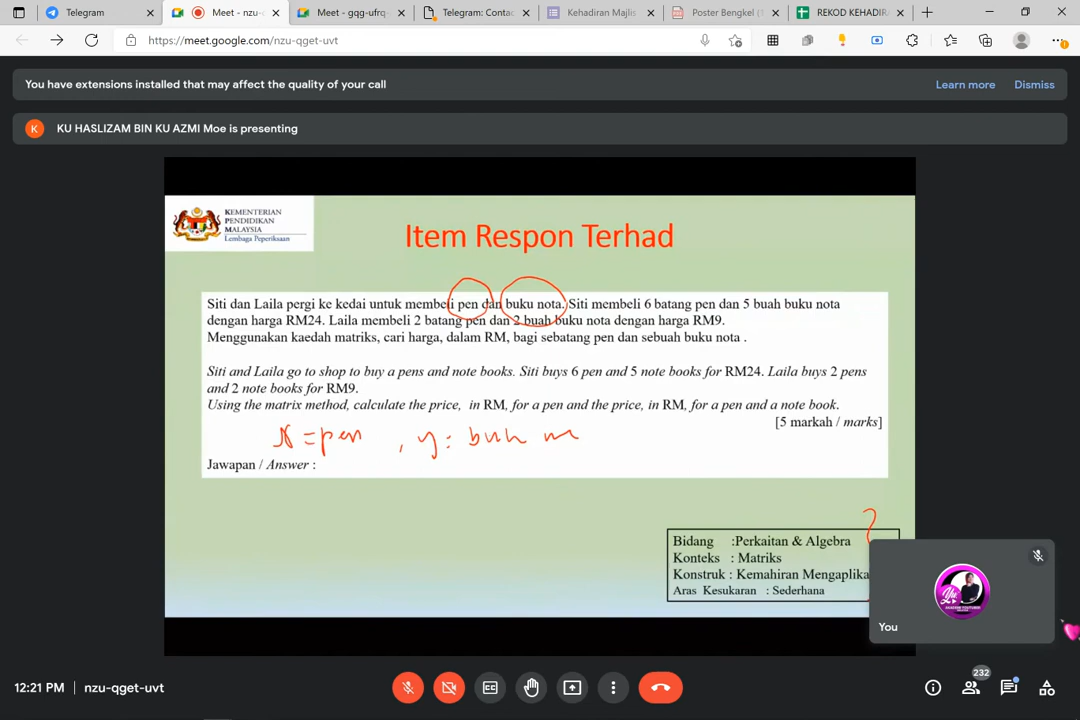 Telegram
Meet - nzu-
Meet - gqg-ufrq-
Telegram: Contac
Kehadiran Majlis
Poster Bengkel (1
REKOD KEHADIRA
https://meet.google.com/nzu-qget-uvt
You have extensions installed that may affect the quality of your call
Learn more
Dismiss
K
KU HASLIZAM BIN KU AZMI Moe is presenting
KEMENTERIAN
PENDIDIKAN
MALAYSIA
Lembaga Peperiksaan
Item Respon Terhad
Siti dan Laila pergi ke kedai untuk membeli pen dan buku nota. Siti membeli 6 batang pen dan 5 buah buku nota
dengan harga RM24. Laila membeli 2 batang pen dan 2 buah buku nota dengan harga RM9.
Menggunakan kaedah matriks, cari harga, dalam RM, bagi sebatang pen dan sebuah buku nota .
Siti and Laila go to shop to buy a pens and note books. Siti buys 6 pen and 5 note books for RM24. Laila buys 2 pens
and 2 note books for RM9.
Using the matrix method, calculate the price, in RM, for a pen and the price, in RM, for a pen and a note book.
[5 markah / marks]
x = pen , y =
Jawapan / Answer :
Bidang :Perkaitan & Algebra
Konteks : Matriks
Konstruk : Kemahiran Mengaplika
Aras Kesukaran : Sederhana
You
12:21 PM | nzu-qget-uvt
232